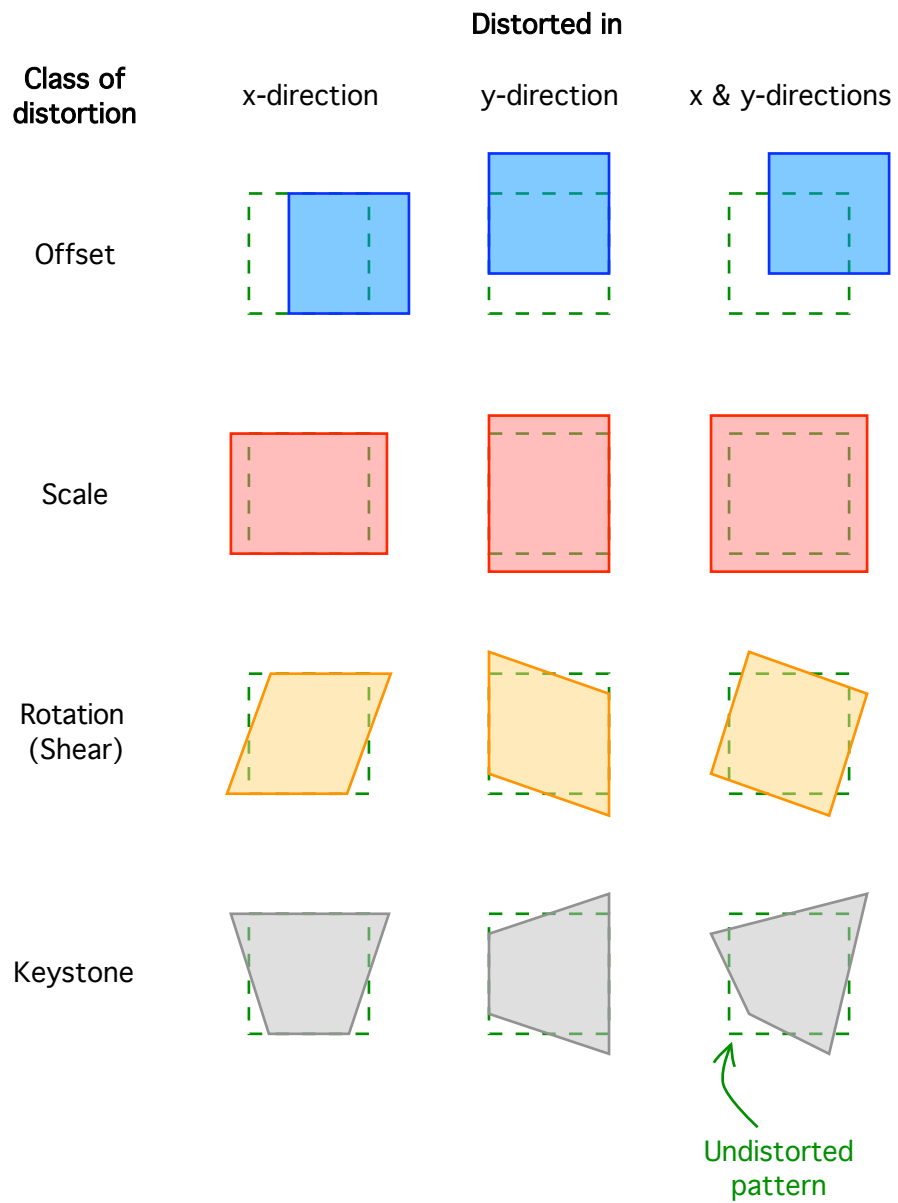 Distorted in
Class of
distortion
x-direction
y-direction
x & y-directions
Offset
Scale
Rotation
(Shear)
Keystone
Undistorted
pattern